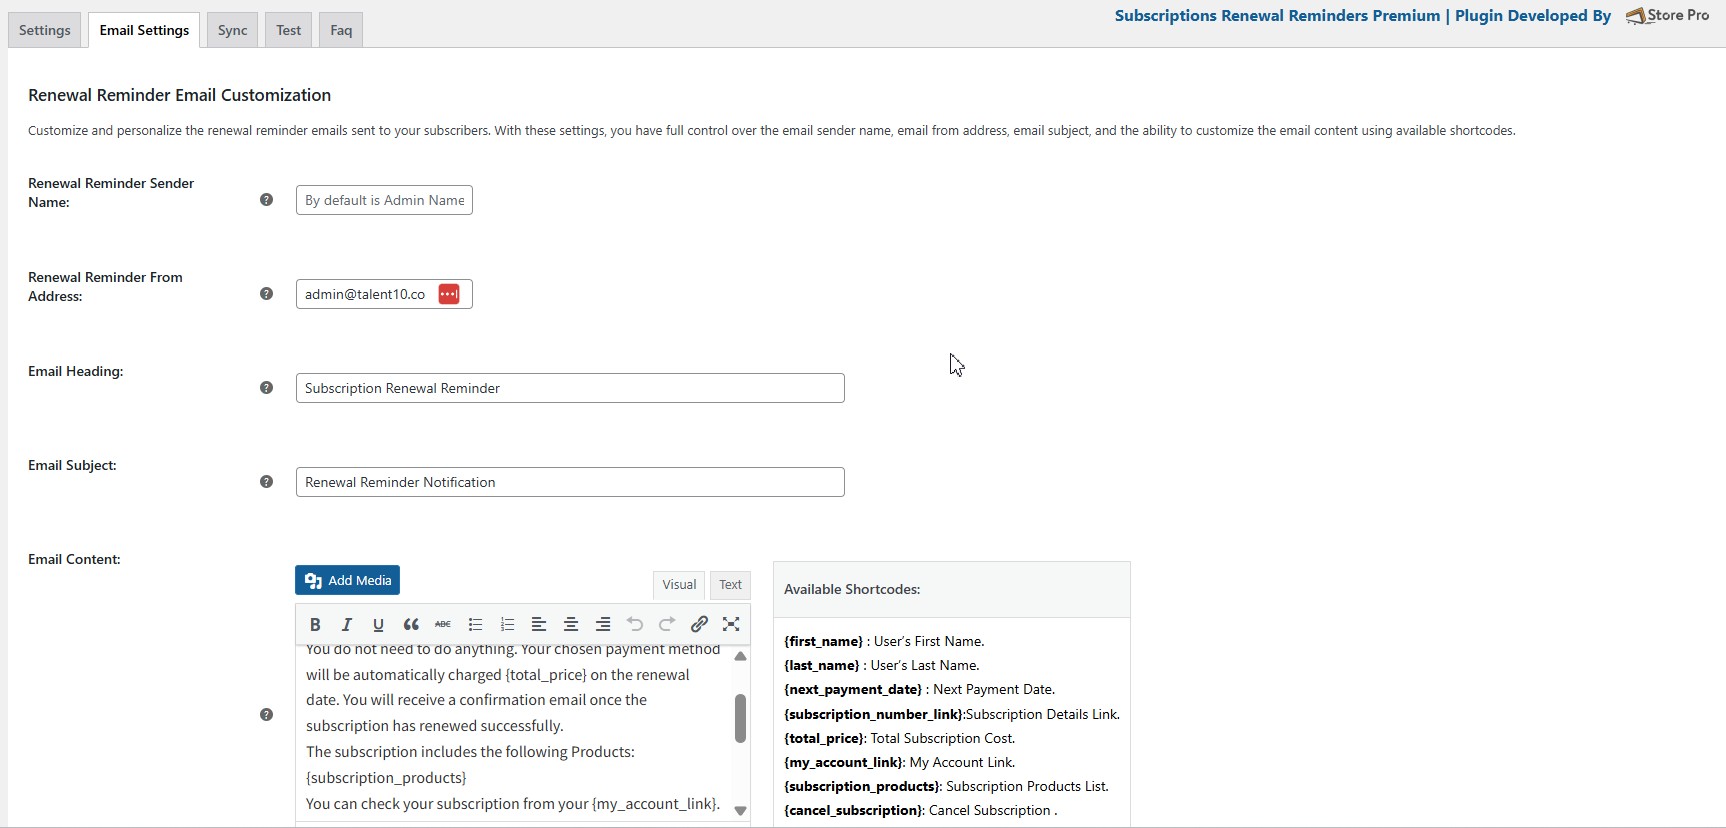 Settings
Email Settings
Sync
Test
Faq
Subscriptions Renewal Reminders Premium | Plugin Developed By
Store Pro
Renewal Reminder Email Customization
Customize and personalize the renewal reminder emails sent to your subscribers. With these settings, you have full control over the email sender name, email from address, email subject, and the ability to customize the email content using available shortcodes.
Renewal Reminder Sender
Name:
?
By default is Admin Name
Renewal Reminder From
Address:
?
admin@talent10.co
Email Heading:
?
Subscription Renewal Reminder
Email Subject:
?
Renewal Reminder Notification
Email Content:
?
Add Media
Visual
Text
B I U ABC
You do not need to do anything. Your chosen payment method
will be automatically charged {total_price} on the renewal
date. You will receive a confirmation email once the
subscription has renewed successfully.
The subscription includes the following Products:
{subscription_products}
You can check your subscription from your {my_account_link}.
Available Shortcodes:
{first_name} : User’s First Name.
{last_name} : User’s Last Name.
{next_payment_date} : Next Payment Date.
{subscription_number_link}:Subscription Details Link.
{total_price}: Total Subscription Cost.
{my_account_link}: My Account Link.
{subscription_products}: Subscription Products List.
{cancel_subscription}: Cancel Subscription .